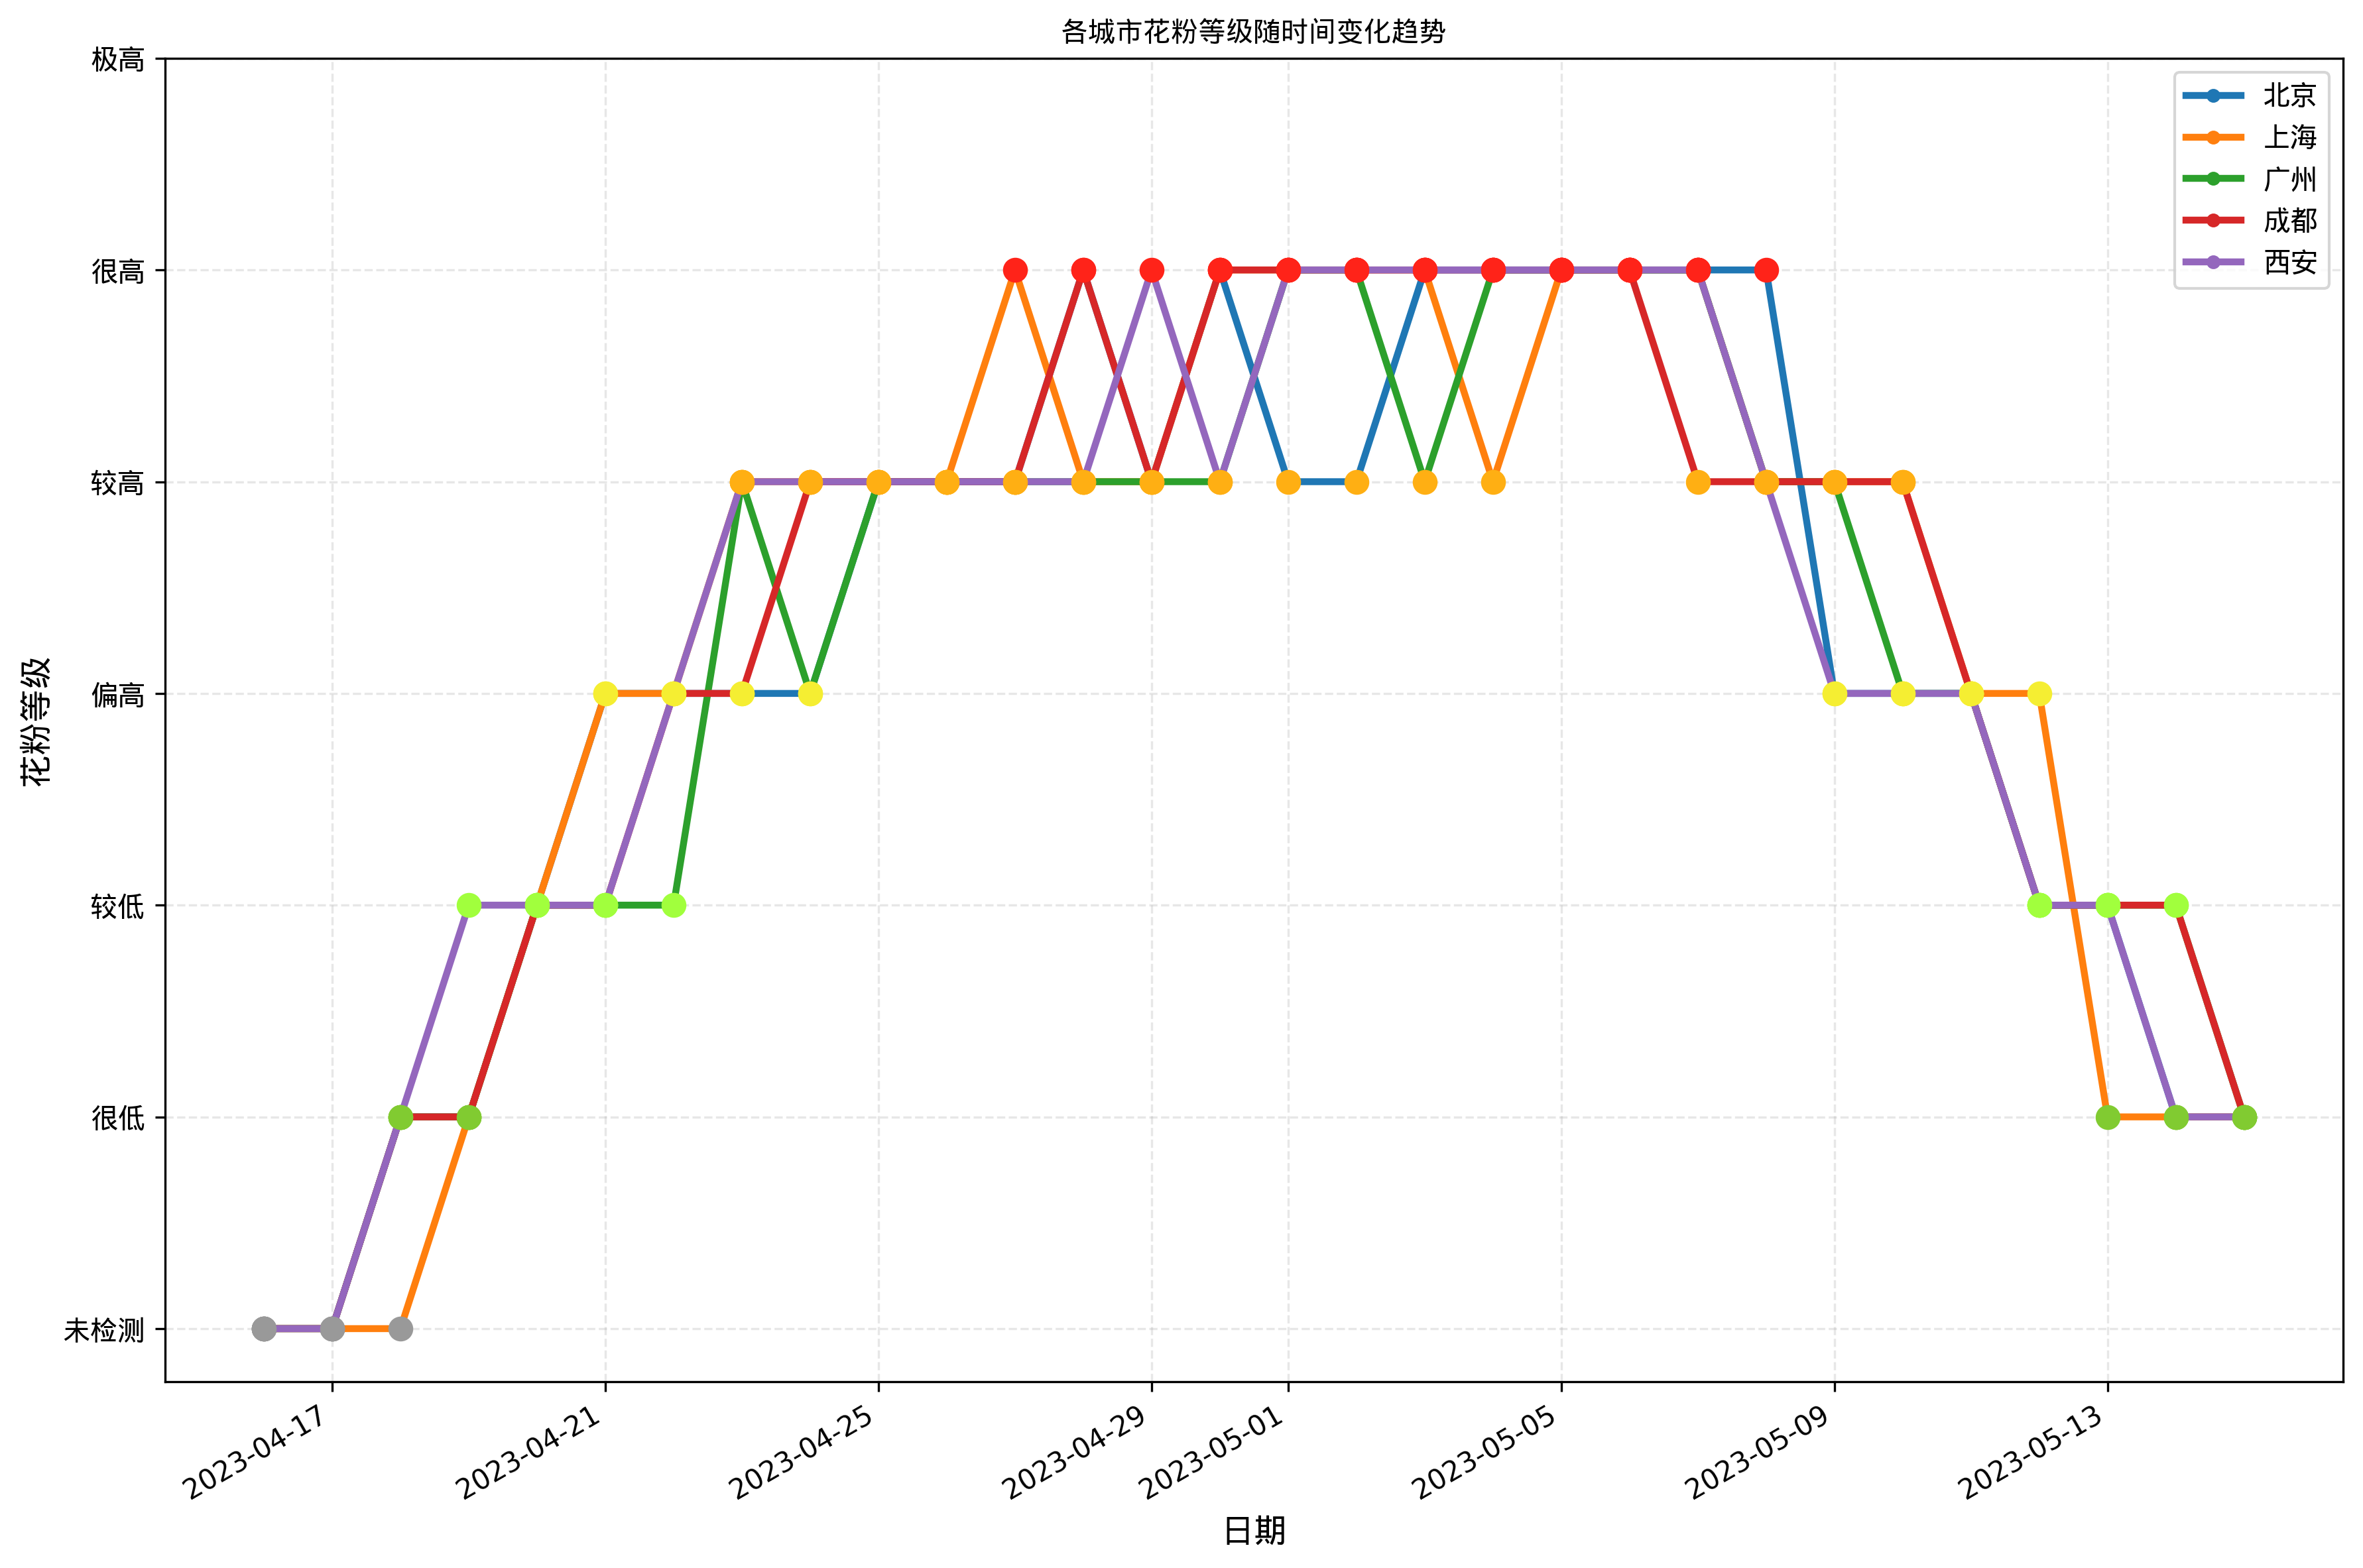 各城市花粉等级随时间变化趋势
极高
很高
较高
偏高
较低
很低
未检测
花粉等级
北京
上海
广州
成都
西安
2023-04-17
2023-04-21
2023-04-25
2023-04-29
2023-05-01
2023-05-05
2023-05-09
2023-05-13
日期